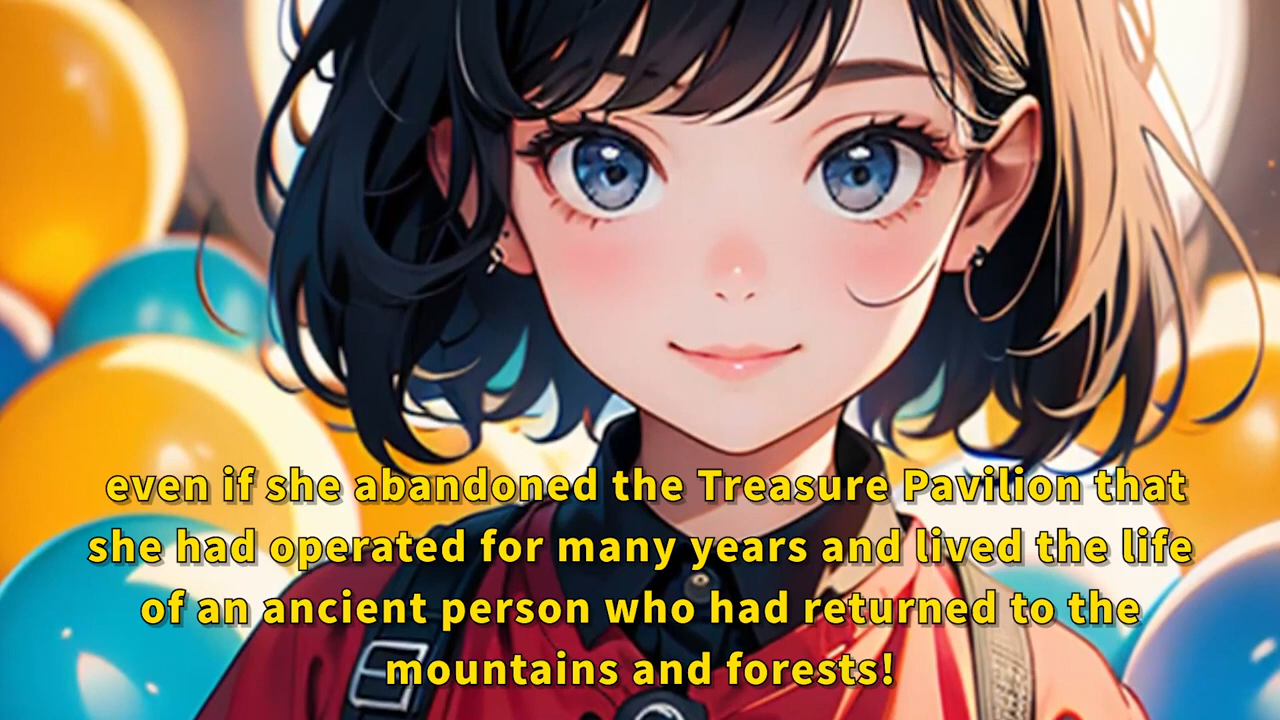 even if she abandoned the Treasure Pavilion that
she had operated for many years and lived the life
of an ancient person who had returned to the
mountains and forests!